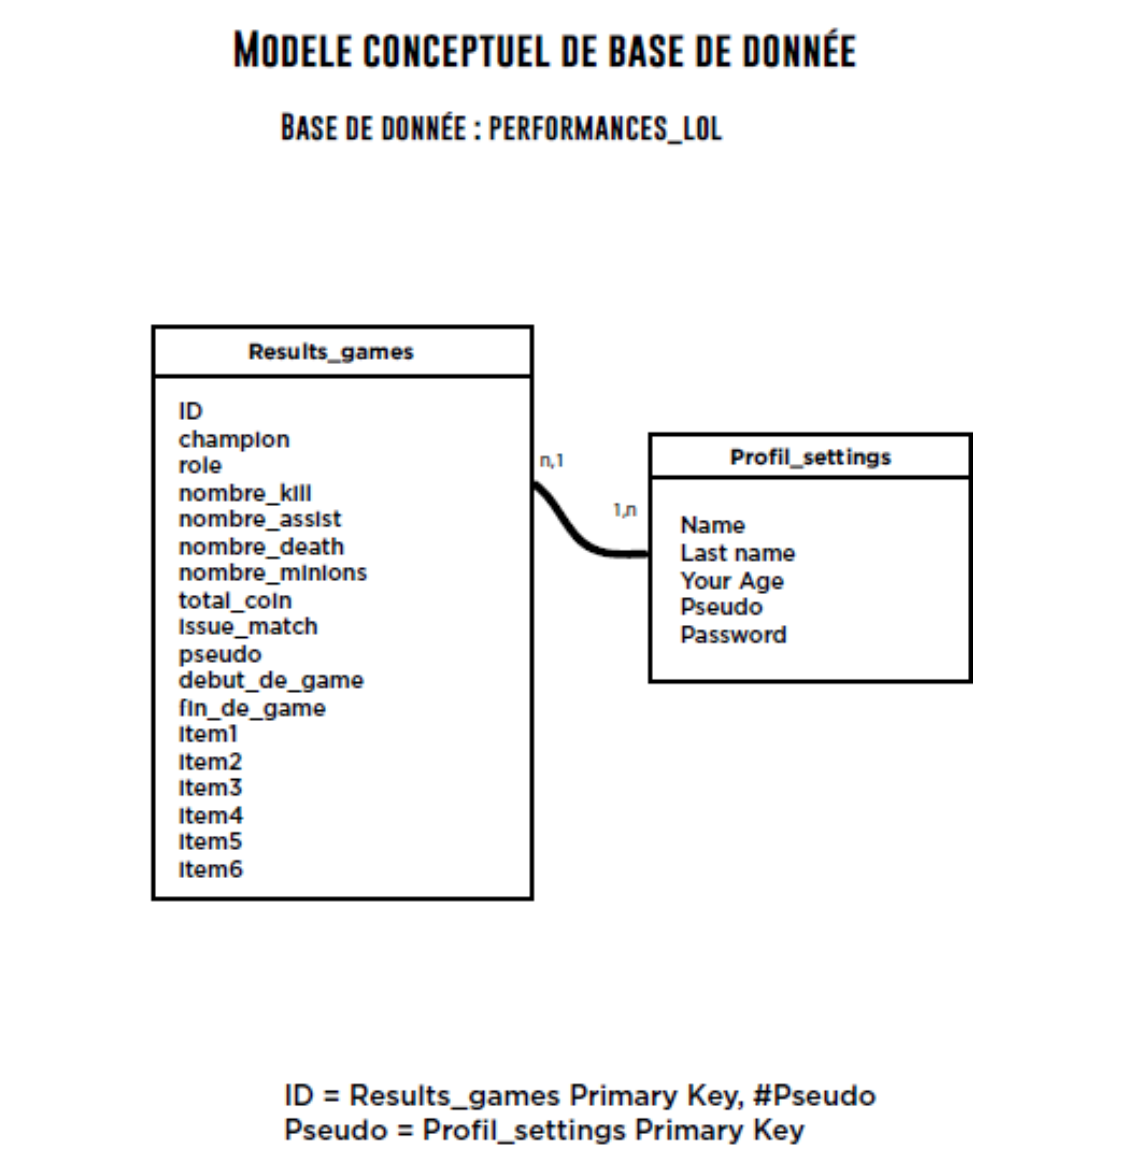 MODELE CONCEPTUEL DE BASE DE DONNÉE
BASE DE DONNÉE : PERFORMANCES_LOL
Results_games
ID
champion
role
nombre_kill
nombre_assist
nombre_death
nombre_minions
total_coin
issue_match
pseudo
debut_de_game
fin_de_game
Item1
Item2
Item3
Item4
Item5
Item6
n,1
1,n
Profil_settings
Name
Last name
Your Age
Pseudo
Password
ID = Results_games Primary Key, #Pseudo
Pseudo = Profil_settings Primary Key